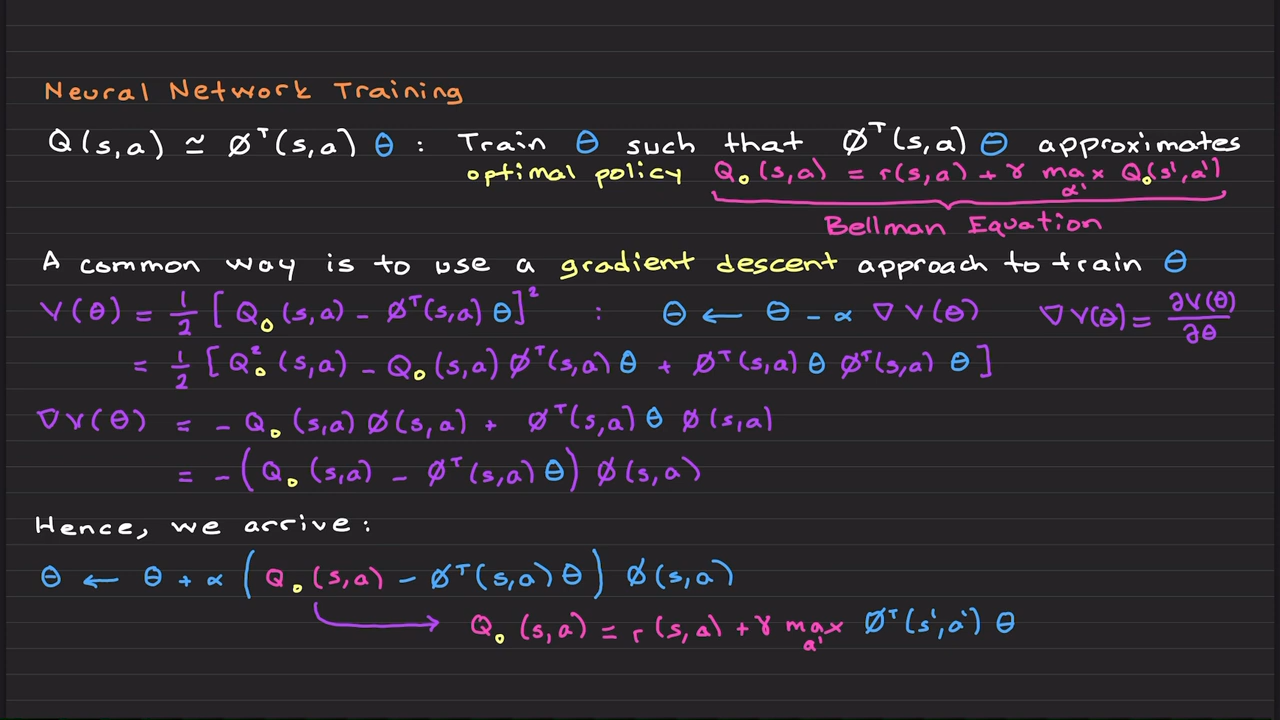 Neural Network Training
Q(s,a) ≃ ∅ᵀ(s,a) θ : Train θ such that ∅ᵀ(s,a) θ approximates
optimal policy Q₀(s,a) = r(s,a) + γ max Q₀(s',a')
a'
Bellman Equation
A common way is to use a gradient descent approach to train θ
V(θ) = 1/2 [Q₀(s,a) - ∅ᵀ(s,a) θ]² : θ ← θ - α ∇V(θ) ∇V(θ) = ∂V(θ)/∂θ
= 1/2 [Q₀²(s,a) - Q₀(s,a) ∅ᵀ(s,a) θ + ∅ᵀ(s,a) θ ∅ᵀ(s,a) θ]
∇V(θ) = - Q₀(s,a) ∅(s,a) + ∅ᵀ(s,a) θ ∅(s,a)
= -(Q₀(s,a) - ∅ᵀ(s,a) θ) ∅(s,a)
Hence, we arrive:
θ ← θ + α (Q₀(s,a) - ∅ᵀ(s,a) θ) ∅(s,a)
Q₀(s,a) = r(s,a) + γ max ∅ᵀ(s',a') θ
a'